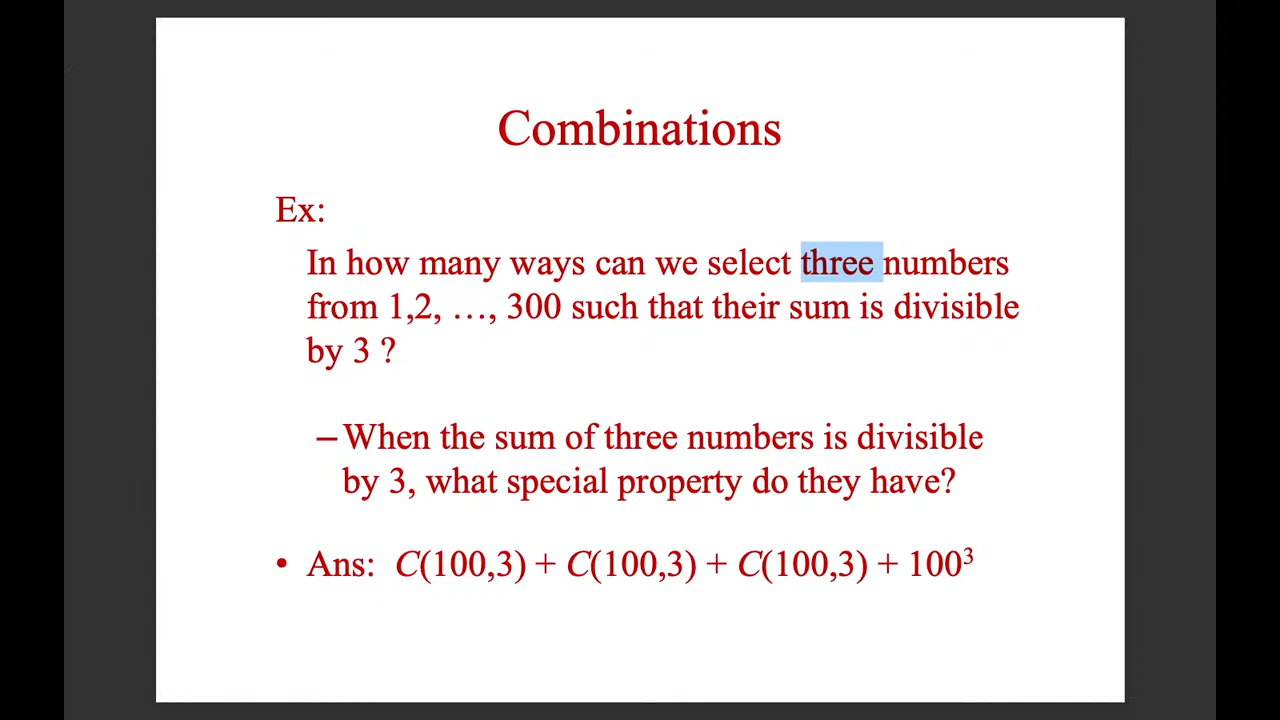 Combinations
Ex:
In how many ways can we select three numbers
from 1,2, …, 300 such that their sum is divisible
by 3 ?
– When the sum of three numbers is divisible
by 3, what special property do they have?
• Ans: C(100,3) + C(100,3) + C(100,3) + 100³